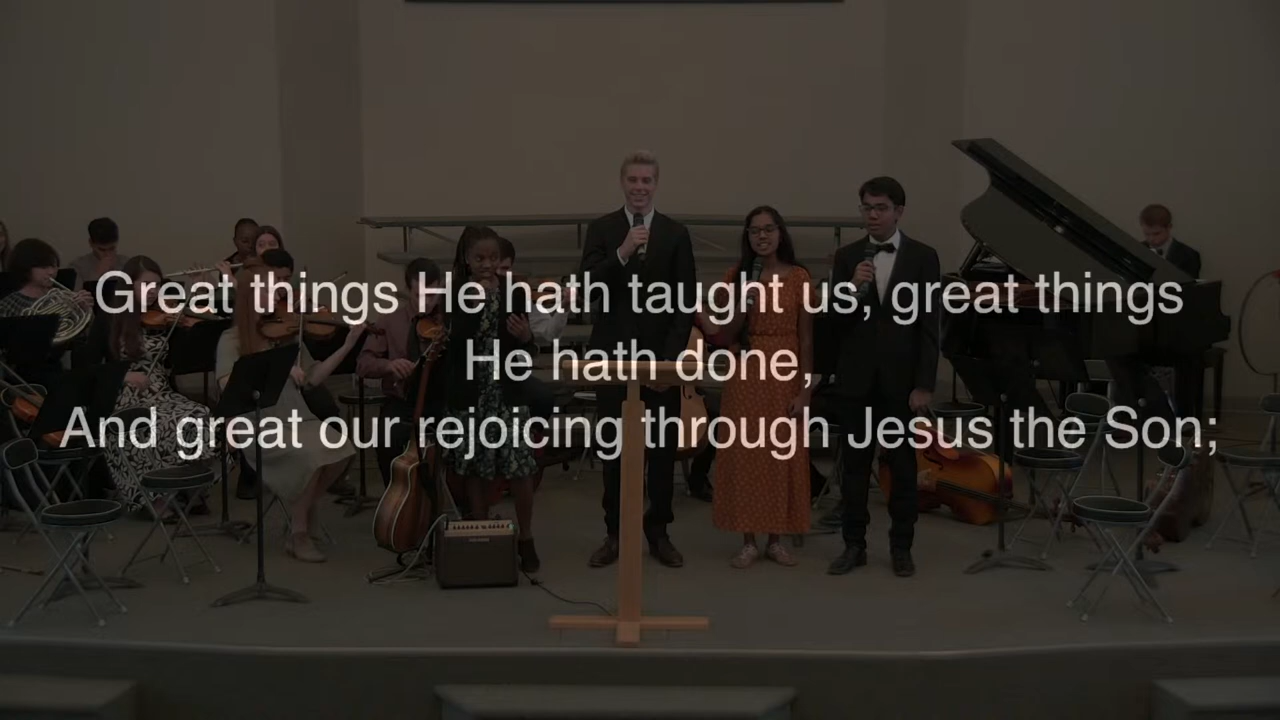 Great things He hath taught us, great things
He hath done,
And great our rejoicing through Jesus the Son;